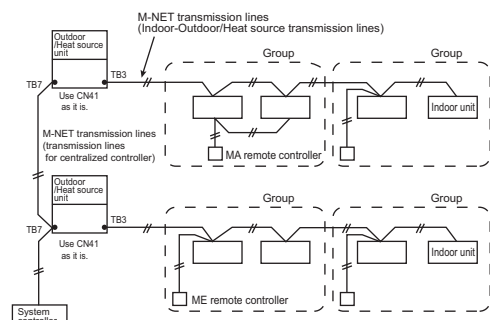 M-NET transmission lines
(Indoor-Outdoor/Heat source transmission lines)
Outdoor
/Heat source
unit
TB7
TB3
Use CN41
as it is.
Group
Group
Indoor unit
MA remote controller
M-NET transmission lines
(transmission lines
for centralized controller)
Outdoor
/Heat source
unit
TB7
TB3
Use CN41
as it is.
Group
Group
Indoor unit
ME remote controller
System
controller